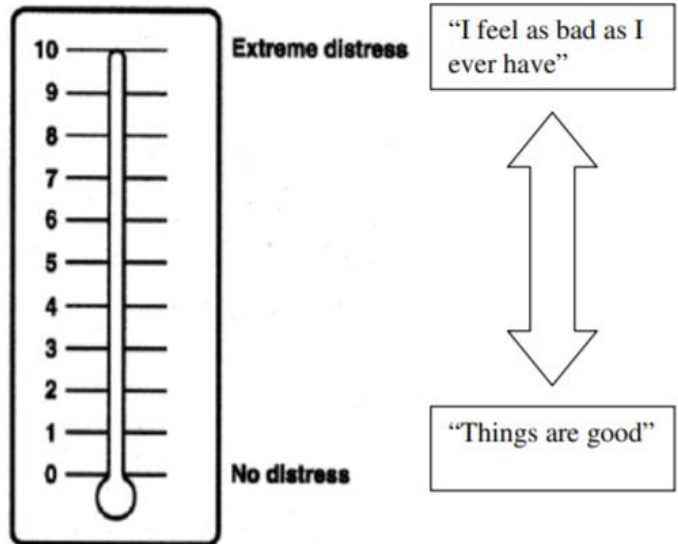 10 Extreme distress
9
8
7
6
5
4
3
2
1
0 No distress
“I feel as bad as I
ever have”
“Things are good”